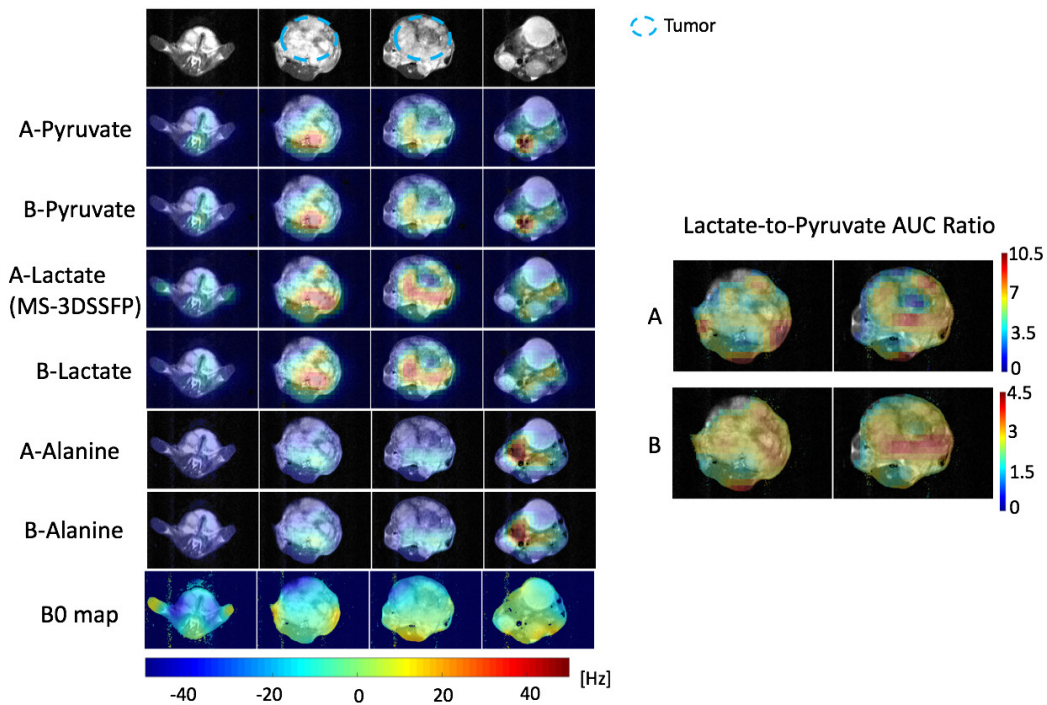 Tumor
A-Pyruvate
B-Pyruvate
A-Lactate
(MS-3DSSFP)
B-Lactate
A-Alanine
B-Alanine
B0 map
-40 -20 0 20 40 [Hz]
Lactate-to-Pyruvate AUC Ratio
A
10.5
7
3.5
0
B
4.5
3
1.5
0